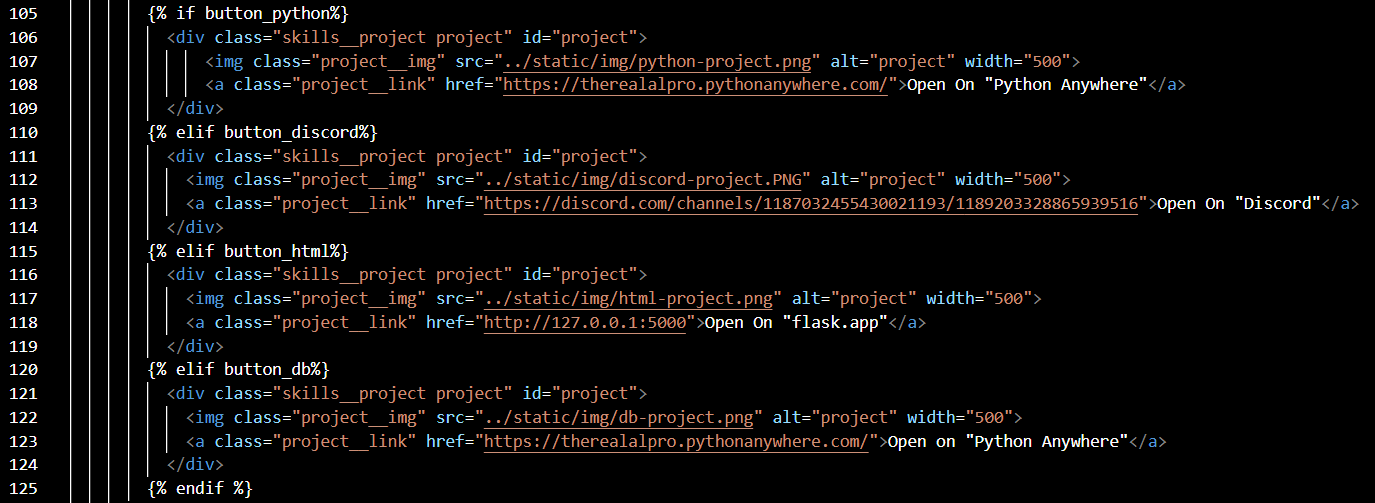 105 {% if button_python%}
106 <div class="skills__project project" id="project">
107 <img class="project__img" src="../static/img/python-project.png" alt="project" width="500">
108 <a class="project__link" href="https://therealalpro.pythonanywhere.com/">Open On "Python Anywhere"</a>
109 </div>
110 {% elif button_discord%}
111 <div class="skills__project project" id="project">
112 <img class="project__img" src="../static/img/discord-project.PNG" alt="project" width="500">
113 <a class="project__link" href="https://discord.com/channels/1187032455430021193/1189203328865939516">Open On "Discord"</a>
114 </div>
115 {% elif button_html%}
116 <div class="skills__project project" id="project">
117 <img class="project__img" src="../static/img/html-project.png" alt="project" width="500">
118 <a class="project__link" href="http://127.0.0.1:5000">Open On "flask.app"</a>
119 </div>
120 {% elif button_db%}
121 <div class="skills__project project" id="project">
122 <img class="project__img" src="../static/img/db-project.png" alt="project" width="500">
123 <a class="project__link" href="https://therealalpro.pythonanywhere.com/">Open on "Python Anywhere"</a>
124 </div>
125 {% endif %}